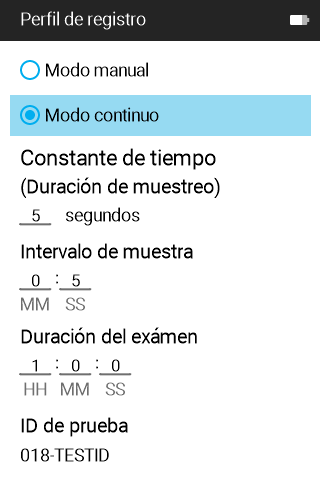 Perfil de registro
Modo manual
Modo continuo
Constante de tiempo
(Duración de muestreo)
5 segundos
Intervalo de muestra
0 : 5
MM SS
Duración del exámen
1 : 0 : 0
HH MM SS
ID de prueba
018-TESTID